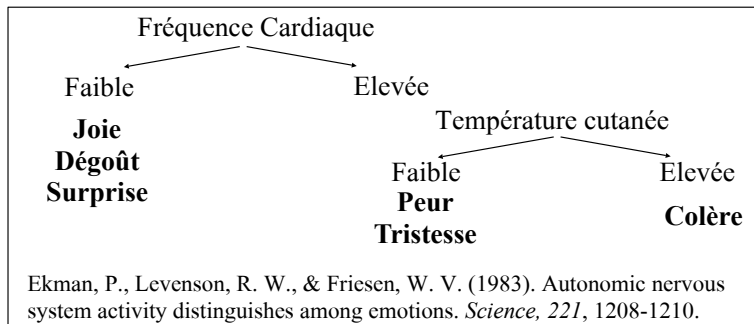 Fréquence Cardiaque
Faible
Elevée
Joie
Dégoût
Surprise
Température cutanée
Faible
Elevée
Peur
Tristesse
Colère
Ekman, P., Levenson, R. W., & Friesen, W. V. (1983). Autonomic nervous
system activity distinguishes among emotions. Science, 221, 1208-1210.